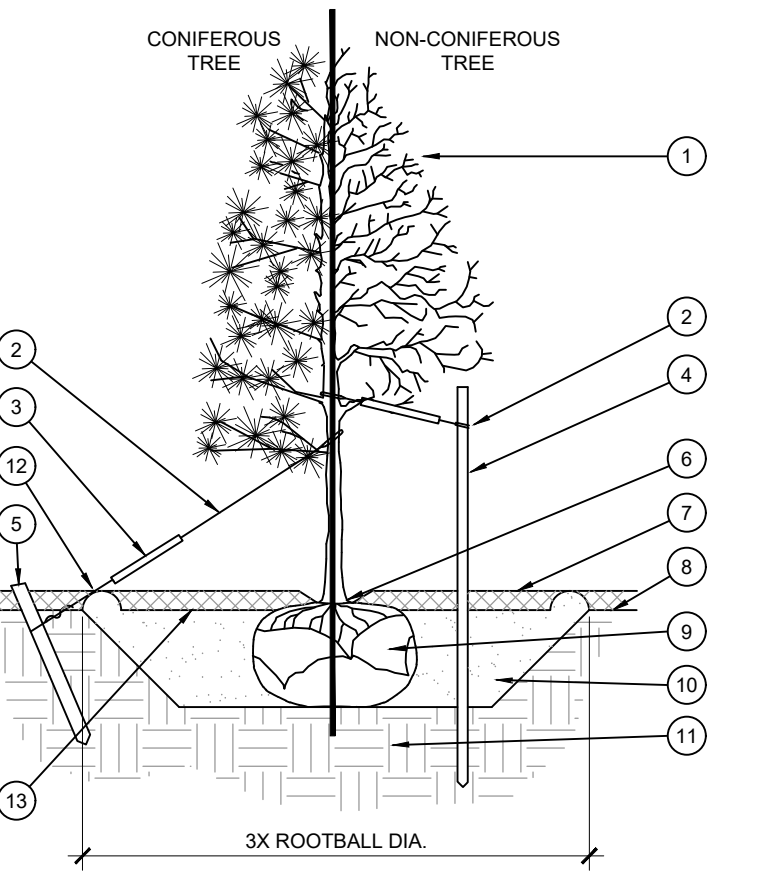 CONIFEROUS
TREE
NON-CONIFEROUS
TREE
1
2
2
3
4
12
6
5
7
8
9
10
11
13
3X ROOTBALL DIA.